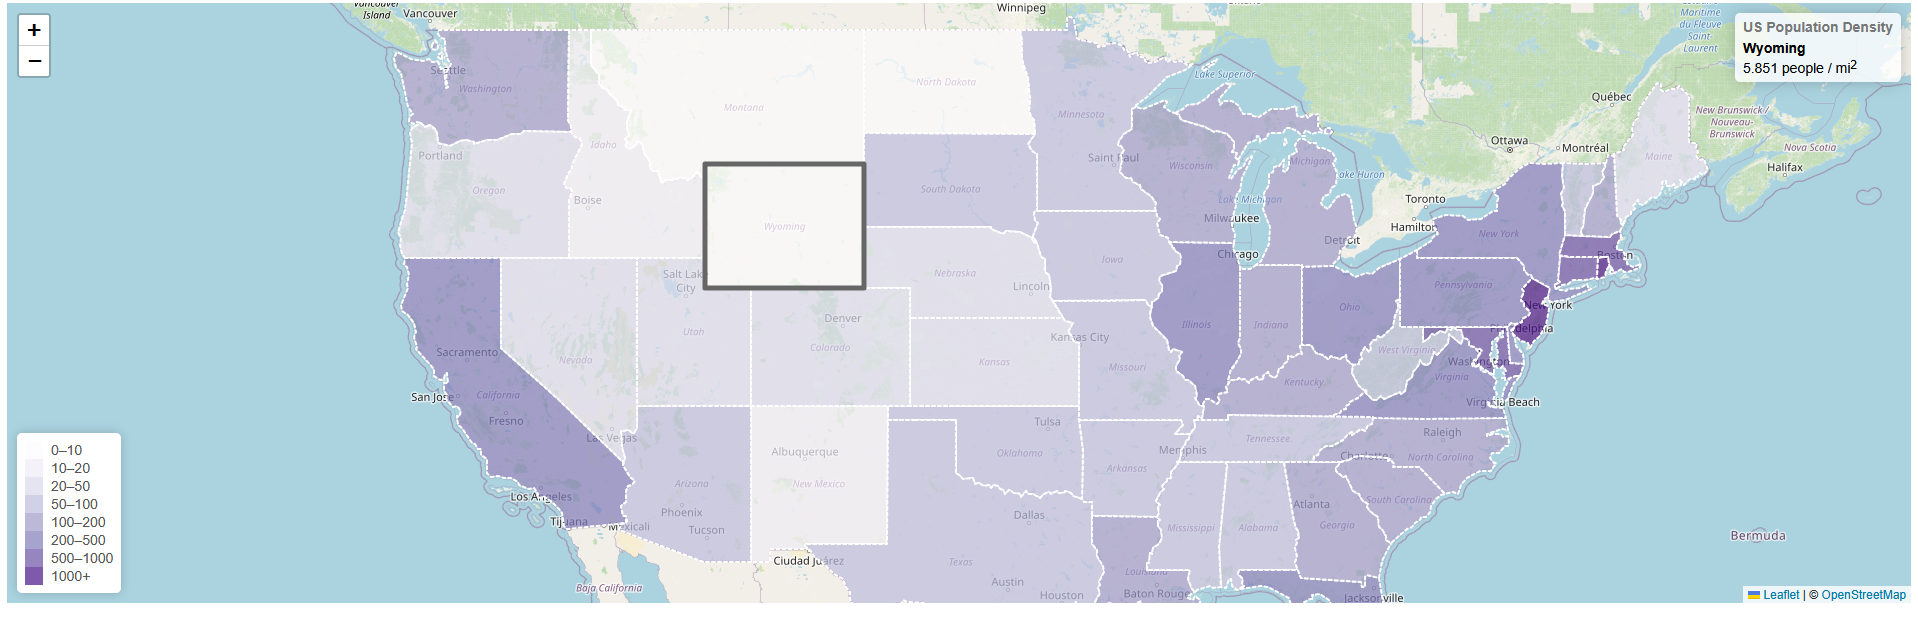 +
−
US Population Density
Wyoming
5.851 people / mi2
0–10
10–20
20–50
50–100
100–200
200–500
500–1000
1000+
Vancouver
Island
Vancouver
Winnipeg
Ontario
Maritime
du Fleuve
Saint-
Laurent
Seattle
Washington
Montana
North Dakota
Minnesota
Lake Superior
Québec
New Brunswick /
Nouveau-
Brunswick
Nova Scotia
Halifax
Portland
Oregon
Idaho
Boise
Wyoming
South Dakota
Saint Paul
Wisconsin
Michigan
Lake Huron
Lake Michigan
Milwaukee
Ottawa
Montréal
Maine
Toronto
Hamilton
Detroit
Chicago
New York
Boston
Salt Lake
City
Nebraska
Lincoln
Iowa
Illinois
Indiana
Ohio
Pennsylvania
New York
Philadelphia
Utah
Nevada
Denver
Colorado
Kansas
Kansas City
Missouri
Kentucky
West Virginia
Washington
Virginia
Virginia Beach
Sacramento
San Jose
California
Fresno
Las Vegas
Los Angeles
Tijuana
Mexicali
Arizona
Phoenix
Tucson
Albuquerque
New Mexico
Ciudad Juárez
Baja California
Tulsa
Oklahoma
Dallas
Texas
Austin
Houston
Arkansas
Memphis
Tennessee
Mississippi
Alabama
Louisiana
Baton Rouge
Atlanta
Georgia
Charlotte
Raleigh
North Carolina
South Carolina
Jacksonville
Bermuda
Leaflet | © OpenStreetMap